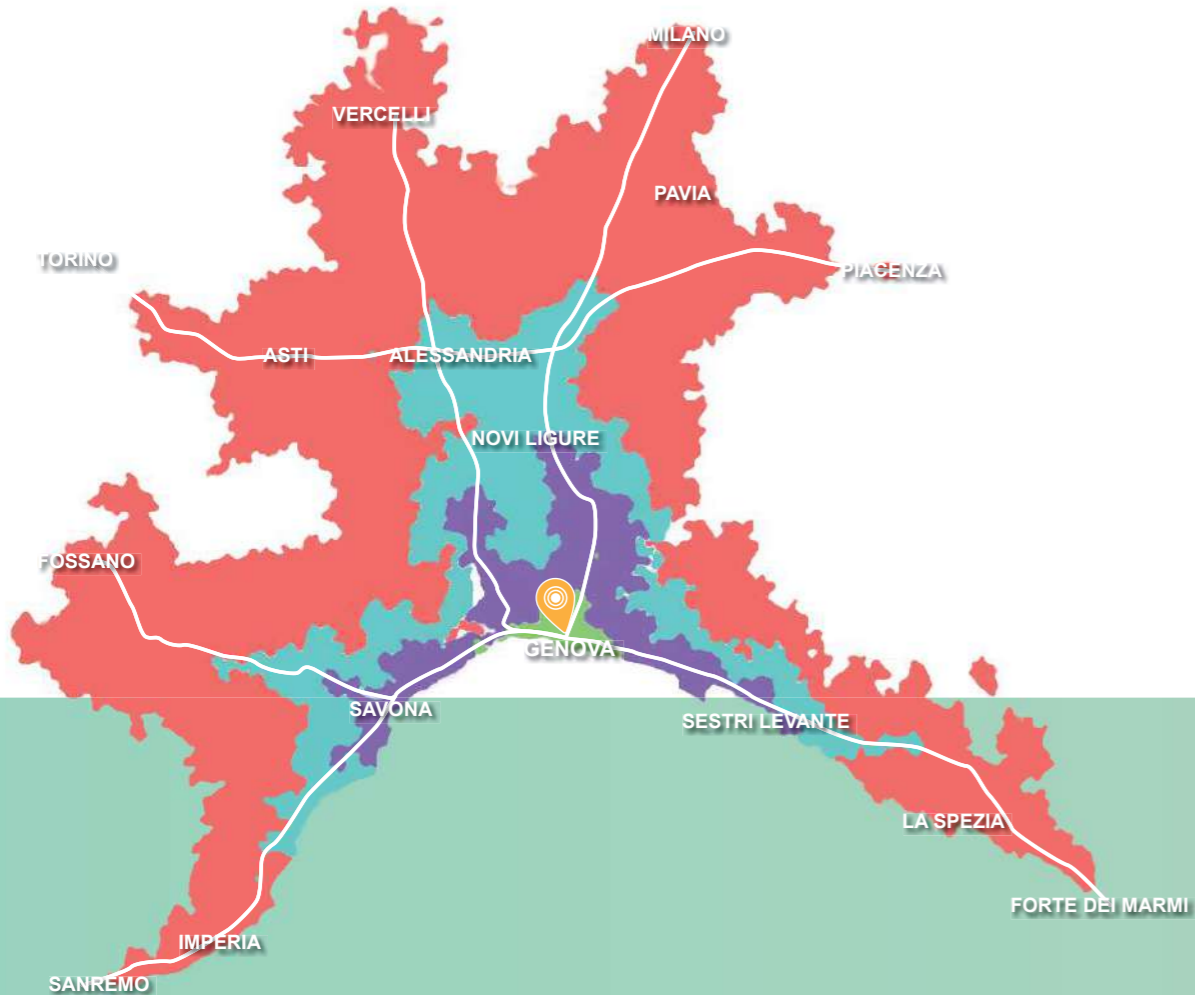 MILANO
VERCELLI
PAVIA
TORINO
PIACENZA
ASTI
ALESSANDRIA
NOVI LIGURE
FOSSANO
GENOVA
SAVONA
SESTRI LEVANTE
LA SPEZIA
FORTE DEI MARMI
IMPERIA
SANREMO